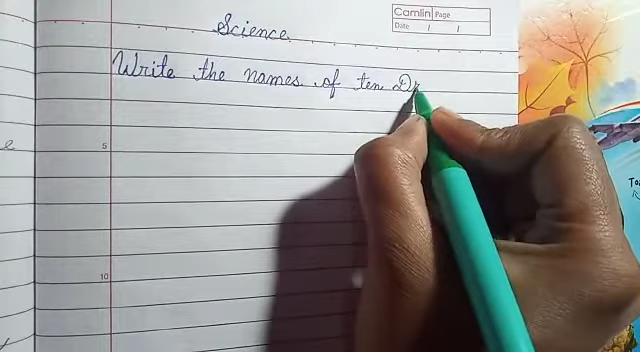 Science
Camlin Page
Date / /
Write the names of ten
5
10